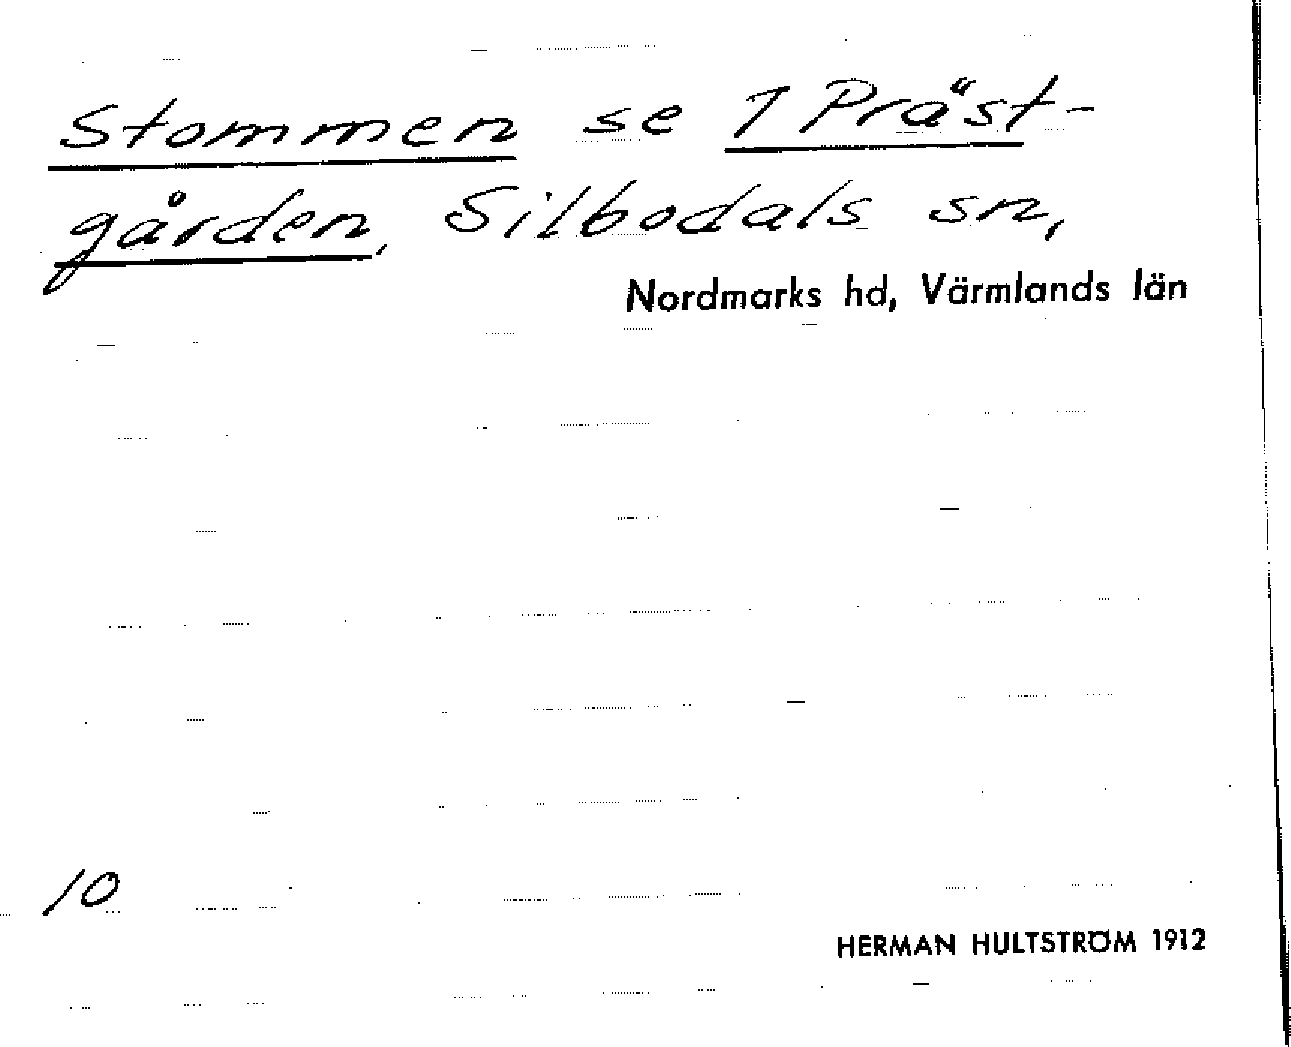 Stommen se 1 Präst-
gården, Silbodals sn,
Nordmarks hd, Värmlands län
10
HERMAN HULTSTRÖM 1912